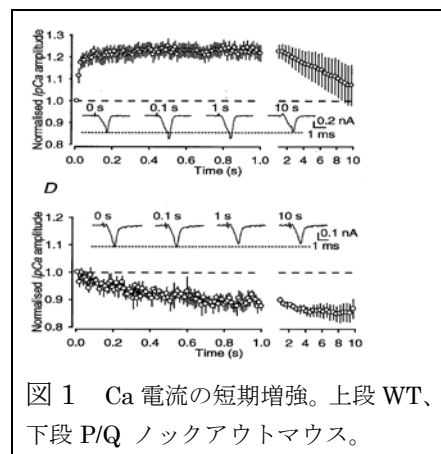 Normalised IpCa amplitude
1.3
1.2
1.1
1.0
0.9
0 s
0.1 s
1 s
10 s
0.2 nA
1 ms
0.0 0.2 0.4 0.6 0.8 1.0
2 4 6 8 10
Time (s)
D
Normalised IpCa amplitude
1.2
1.1
1.0
0.9
0.8
0 s
0.1 s
1 s
10 s
0.1 nA
1 ms
0.0 0.2 0.4 0.6 0.8 1.0
2 4 6 8 10
Time (s)
図 1 Ca 電流の短期増強。上段 WT、
下段 P/Q ノックアウトマウス。